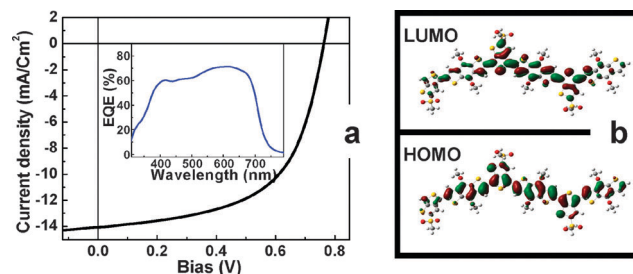 Current density (mA/Cm²)
2
0
-2
-4
-6
-8
-10
-12
-14
0.0 0.2 0.4 0.6 0.8
Bias (V)
EQE (%)
80
60
40
20
0
400 500 600 700
Wavelength (nm)
a
LUMO
HOMO
b